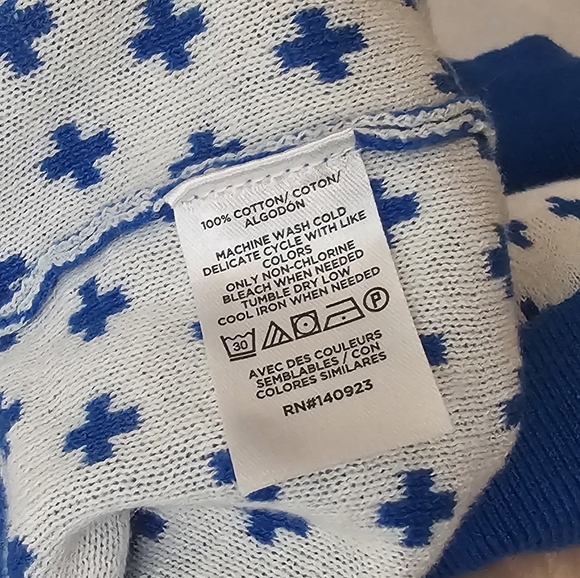 100% COTTON/ COTON/
ALGODÓN
MACHINE WASH COLD
DELICATE CYCLE WITH LIKE
COLORS
ONLY NON-CHLORINE
BLEACH WHEN NEEDED
TUMBLE DRY LOW
COOL IRON WHEN NEEDED
30 P
AVEC DES COULEURS
SEMBLABLES / CON
COLORES SIMILARES
RN#140923